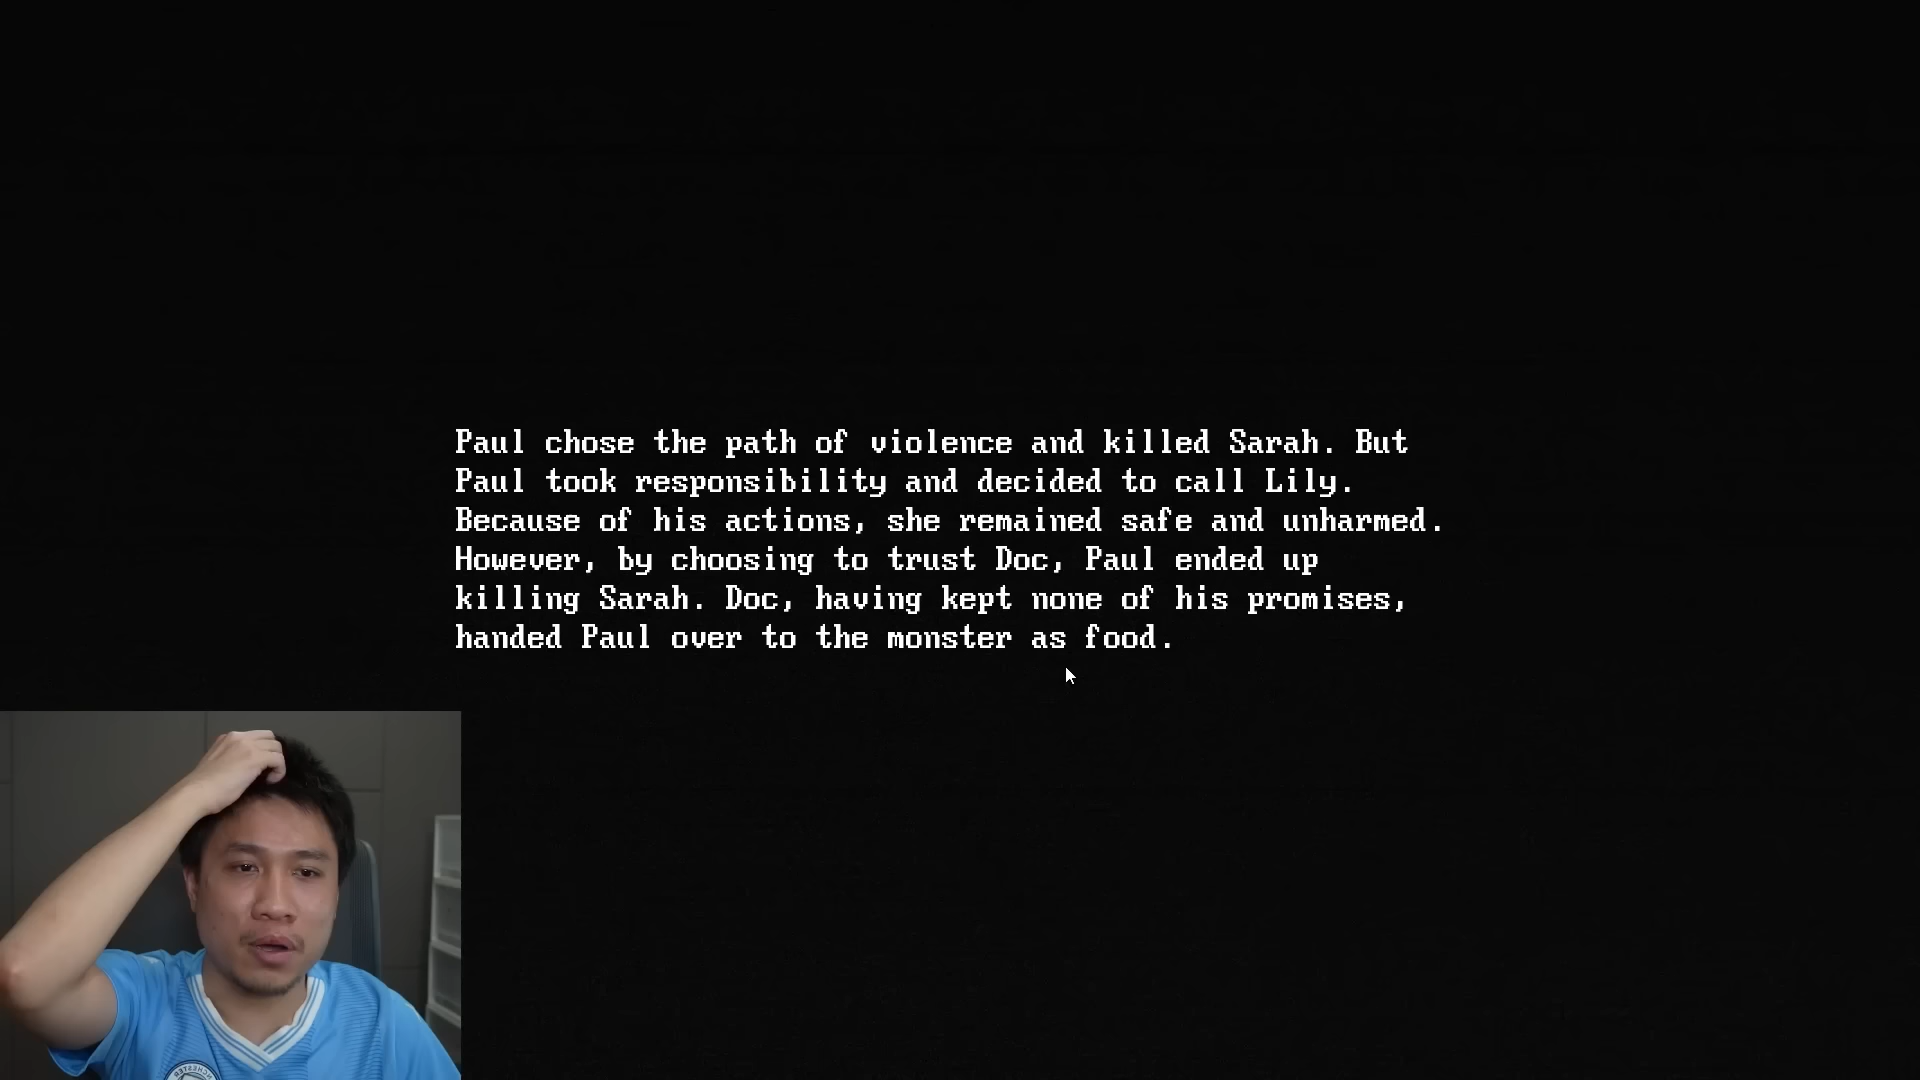 Paul chose the path of violence and killed Sarah. But
Paul took responsibility and decided to call Lily.
Because of his actions, she remained safe and unharmed.
However, by choosing to trust Doc, Paul ended up
killing Sarah. Doc, having kept none of his promises,
handed Paul over to the monster as food.